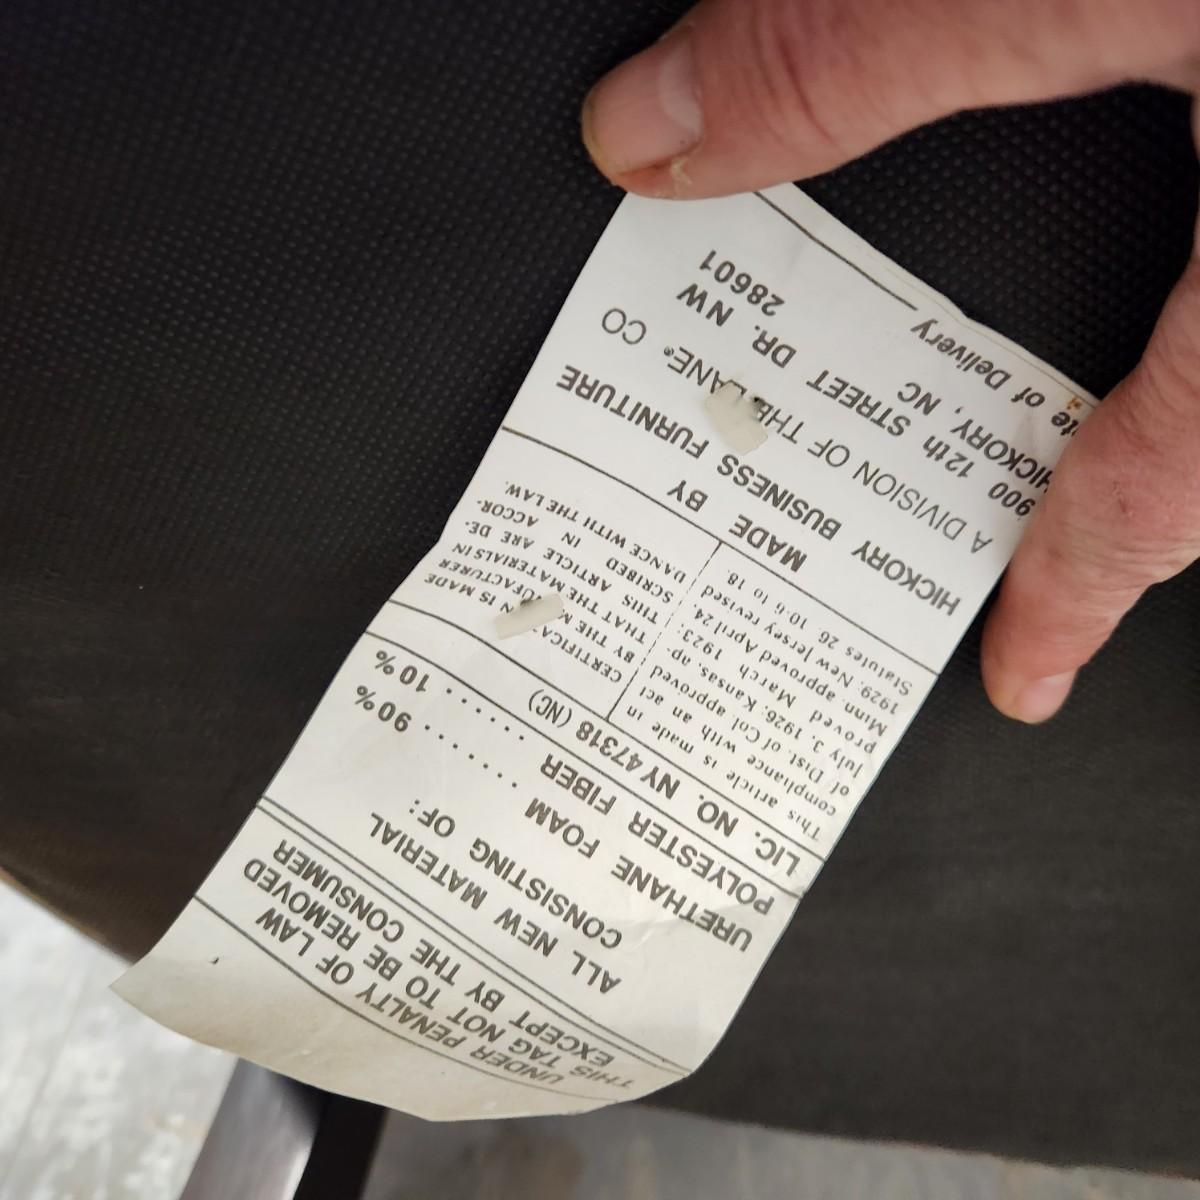 UNDER PENALTY OF LAW
THIS TAG NOT TO BE REMOVED
EXCEPT BY THE CONSUMER
ALL NEW MATERIAL
CONSISTING OF:
URETHANE FOAM ...... 90%
POLYESTER FIBER ...... 10%
LIC. NO. NY 47318 (NC)
This article is made in
compliance with an act
of Dist. of Col. approved
July 3, 1926; Kansas, ap-
proved March 1923;
Minn. approved April 24,
1929. New Jersey revised
Statutes 26. 10-6 to 18.
IS MADE
BY THE
THAT THE MATERIALS IN
THIS ARTICLE ARE DE-
SCRIBED IN ACCOR-
DANCE WITH THE LAW.
MADE BY
HICKORY BUSINESS FURNITURE
A DIVISION OF THE LANE® CO
900 12th STREET DR. NW
HICKORY, NC 28601
of Delivery